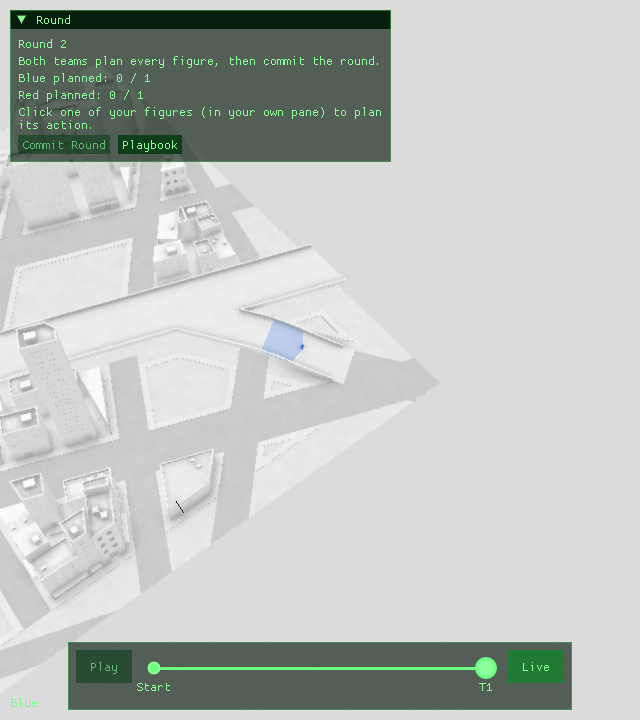 Round
Round 2
Both teams plan every figure, then commit the round.
Blue planned: 0 / 1
Red planned: 0 / 1
Click one of your figures (in your own pane) to plan
its action.
Commit Round
Playbook
Play
Start
T1
Live
Blue